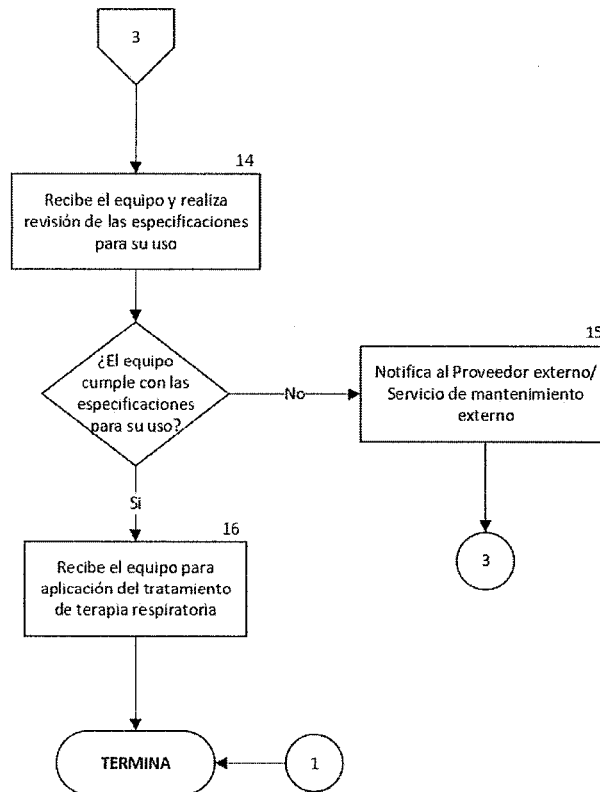 3
14
Recibe el equipo y realiza
revisión de las especificaciones
para su uso
¿El equipo
cumple con las
especificaciones
para su uso?
No
15
Notifica al Proveedor externo/
Servicio de mantenimiento
externo
Si
16
Recibe el equipo para
aplicación del tratamiento
de terapia respiratoria
3
TERMINA
1